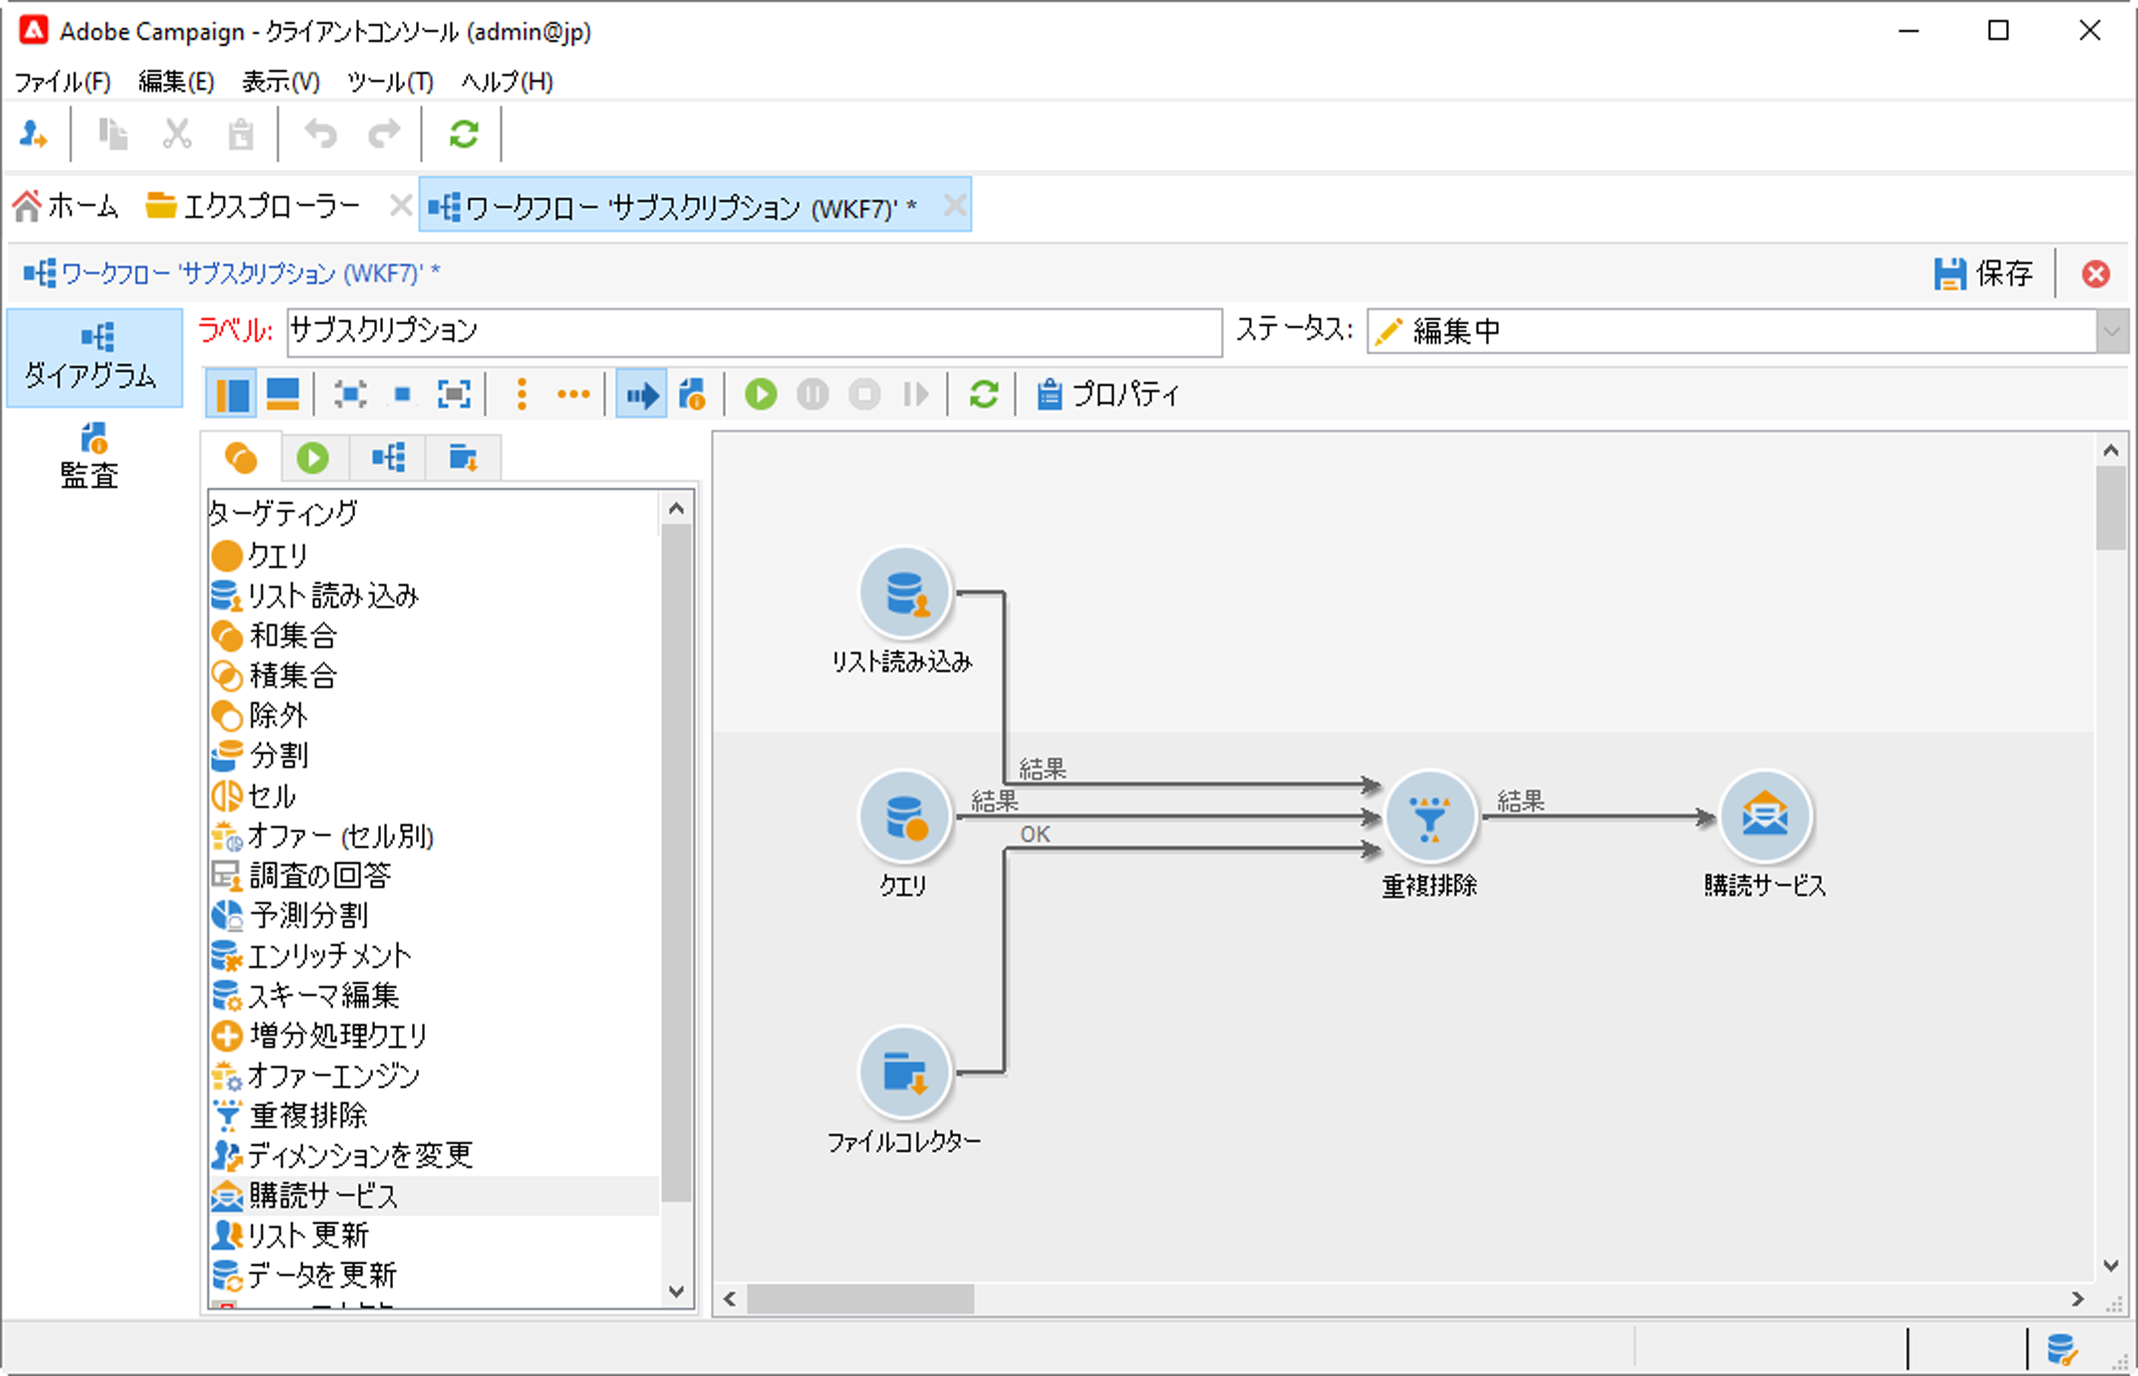 Adobe Campaign - クライアントコンソール (admin@jp)
ファイル(F) 編集(E) 表示(V) ツール(T) ヘルプ(H)
ホーム エクスプローラー ワークフロー 'サブスクリプション (WKF7)' *
ワークフロー 'サブスクリプション (WKF7)' * 保存
ダイアグラム
監査
ラベル: サブスクリプション ステータス: 編集中
プロパティ
ターゲティング
クエリ
リスト読み込み
和集合
積集合
除外
分割
セル
オファー (セル別)
調査の回答
予測分割
エンリッチメント
スキーマ編集
増分処理クエリ
オファーエンジン
重複排除
ディメンションを変更
購読サービス
リスト更新
データを更新
リスト読み込み
結果
結果
OK
結果
クエリ
重複排除
購読サービス
ファイルコレクター